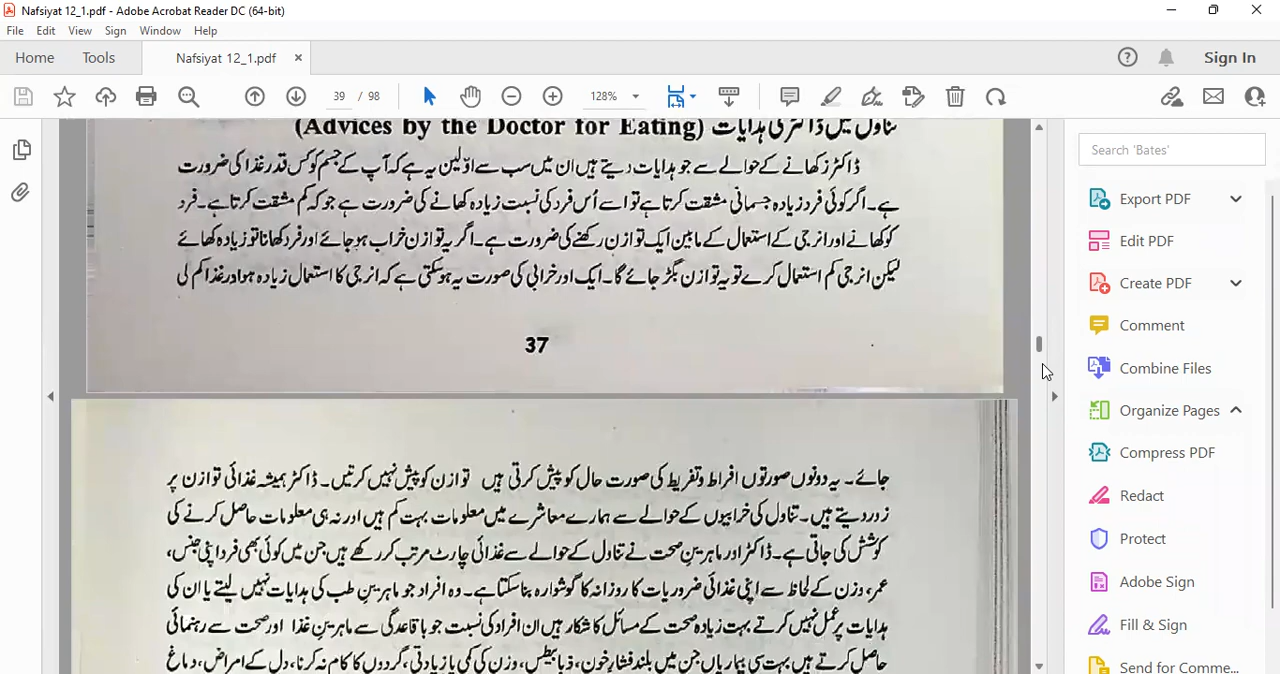 Nafsiyat 12_1.pdf - Adobe Acrobat Reader DC (64-bit)
File Edit View Sign Window Help
Home Tools Nafsiyat 12_1.pdf × Sign In
39 / 98 128%
تناول میں ڈاکٹری ہدایات (Advices by the Doctor for Eating)
ڈاکٹرز کھانے کے حوالے سے جو ہدایات دیتے ہیں ان میں سب سے اوّلین یہ ہے کہ آپ کے جسم کو کس قدر غذا کی ضرورت
ہے۔ اگر کوئی فرد زیادہ جسمانی مشقت کرتا ہے تو اسے اُس فرد کی نسبت زیادہ کھانے کی ضرورت ہے جو کہ کم مشقت کرتا ہے۔ فرد
کو کھانے اور انرجی کے استعمال کے مابین ایک توازن رکھنے کی ضرورت ہے۔ اگر یہ توازن خراب ہو جائے اور فرد کھانا تو زیادہ کھائے
لیکن انرجی کم استعمال کرے تو یہ توازن بگڑ جائے گا۔ ایک اور خرابی کی صورت یہ ہو سکتی ہے کہ انرجی کا استعمال زیادہ ہو اور غذا کم لی
37
جائے۔ یہ دونوں صورتوں افراط و تفریط کی صورت حال کو پیش کرتی ہیں توازن کو پیش نہیں کرتیں۔ ڈاکٹر ہمیشہ غذائی توازن پر
زور دیتے ہیں۔ تناول کی خرابیوں کے حوالے سے ہمارے معاشرے میں معلومات بہت کم ہیں اور نہ ہی معلومات حاصل کرنے کی
کوشش کی جاتی ہے۔ ڈاکٹر اور ماہرینِ صحت نے تناول کے حوالے سے غذائی چارٹ مرتب کر رکھے ہیں جن میں کوئی بھی فرد اپنی جنس،
عمر، وزن کے لحاظ سے اپنی غذائی ضروریات کا روزانہ کا گوشوارہ بنا سکتا ہے۔ وہ افراد جو ماہرینِ طب کی ہدایات نہیں لیتے یا ان کی
ہدایات پر عمل نہیں کرتے بہت زیادہ صحت کے مسائل کا شکار ہیں ان افراد کی نسبت جو باقاعدگی سے ماہرینِ غذا اور صحت سے رہنمائی
حاصل کرتے ہیں بہت سی بیماریاں جن میں بلند فشارِ خون، ذیابیطس، وزن کی کمی یا زیادتی، گردوں کا کام نہ کرنا، دل کے امراض، دماغ
Search 'Bates'
Export PDF
Edit PDF
Create PDF
Comment
Combine Files
Organize Pages
Compress PDF
Redact
Protect
Adobe Sign
Fill & Sign
Send for Comme...